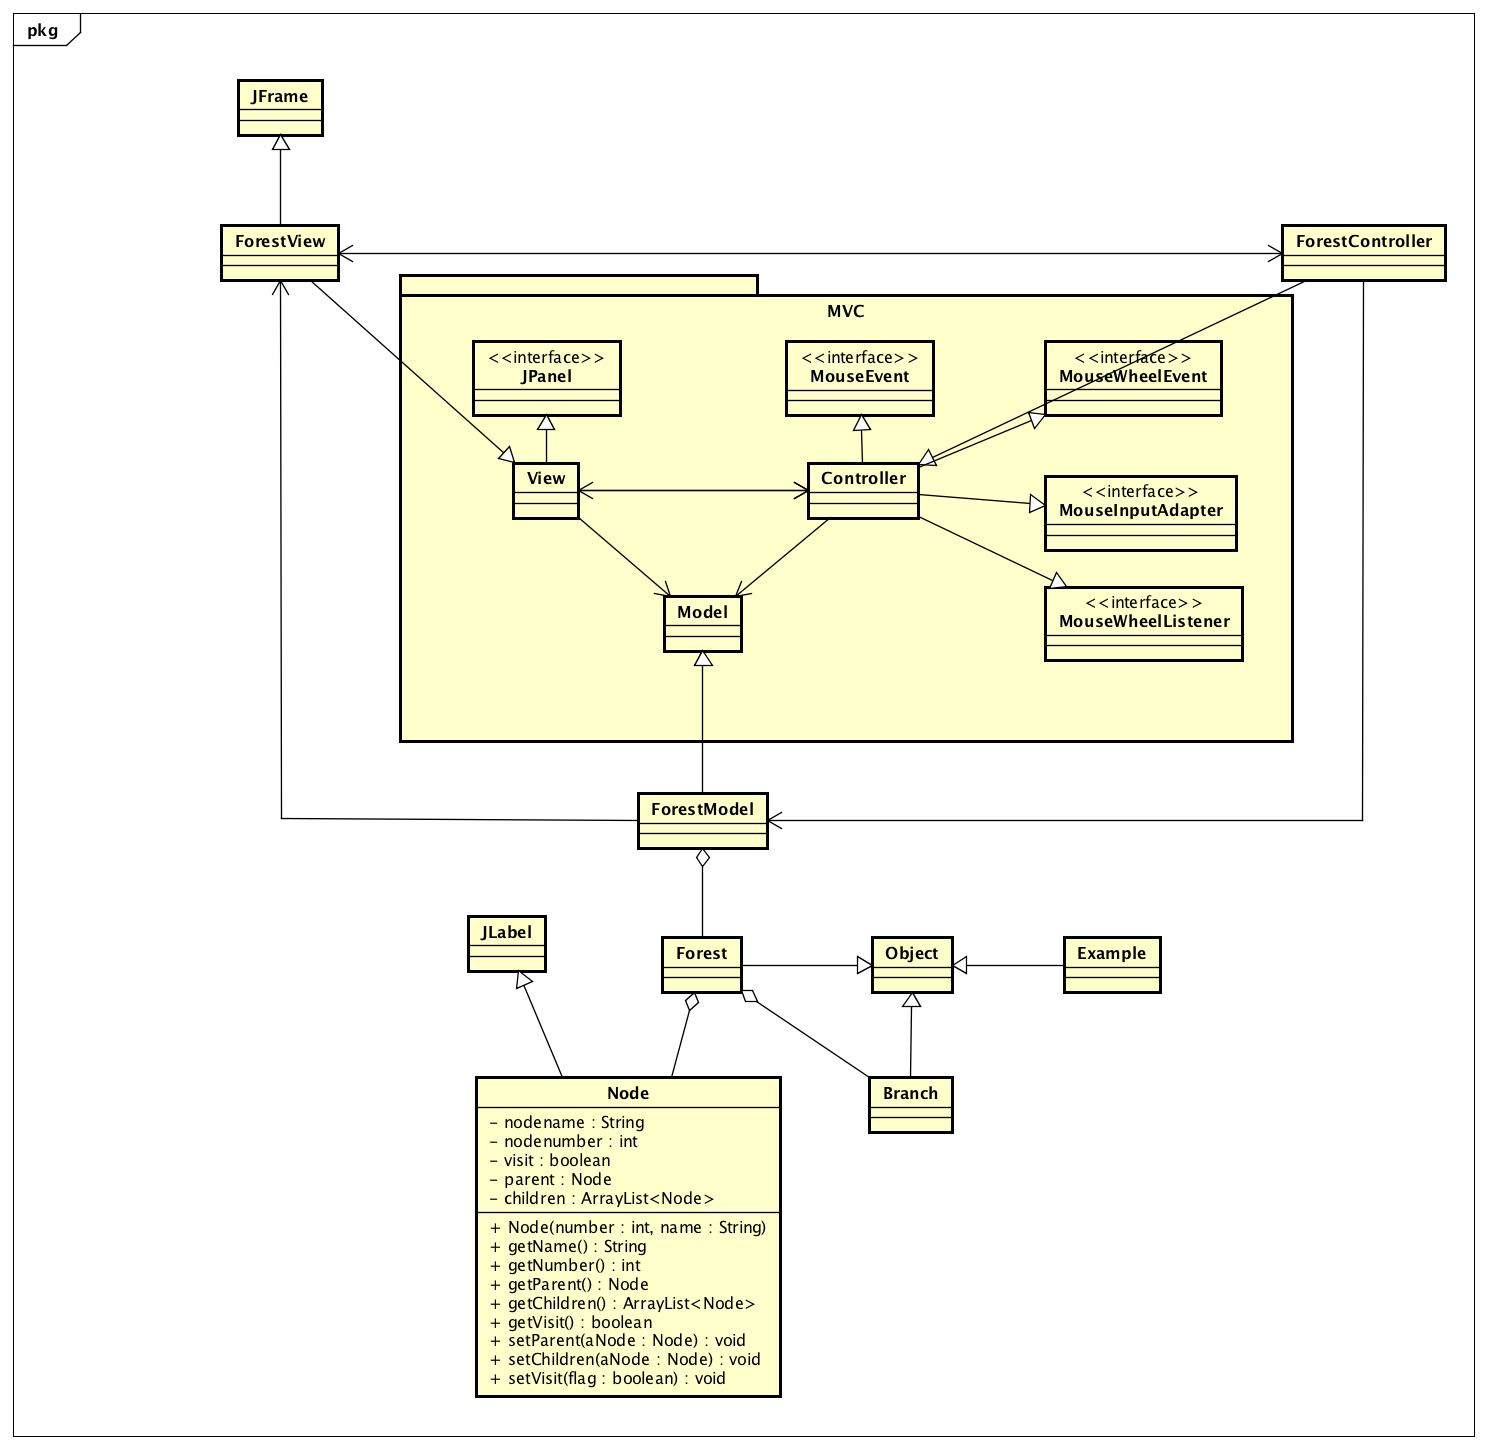 pkg
JFrame
ForestView
ForestController
MVC
<<interface>>
JPanel
<<interface>>
MouseEvent
<<interface>>
MouseWheelEvent
View
Controller
<<interface>>
MouseInputAdapter
Model
<<interface>>
MouseWheelListener
ForestModel
JLabel
Forest
Object
Example
Node
- nodename : String
- nodenumber : int
- visit : boolean
- parent : Node
- children : ArrayList<Node>
+ Node(number : int, name : String)
+ getName() : String
+ getNumber() : int
+ getParent() : Node
+ getChildren() : ArrayList<Node>
+ getVisit() : boolean
+ setParent(aNode : Node) : void
+ setChildren(aNode : Node) : void
+ setVisit(flag : boolean) : void
Branch